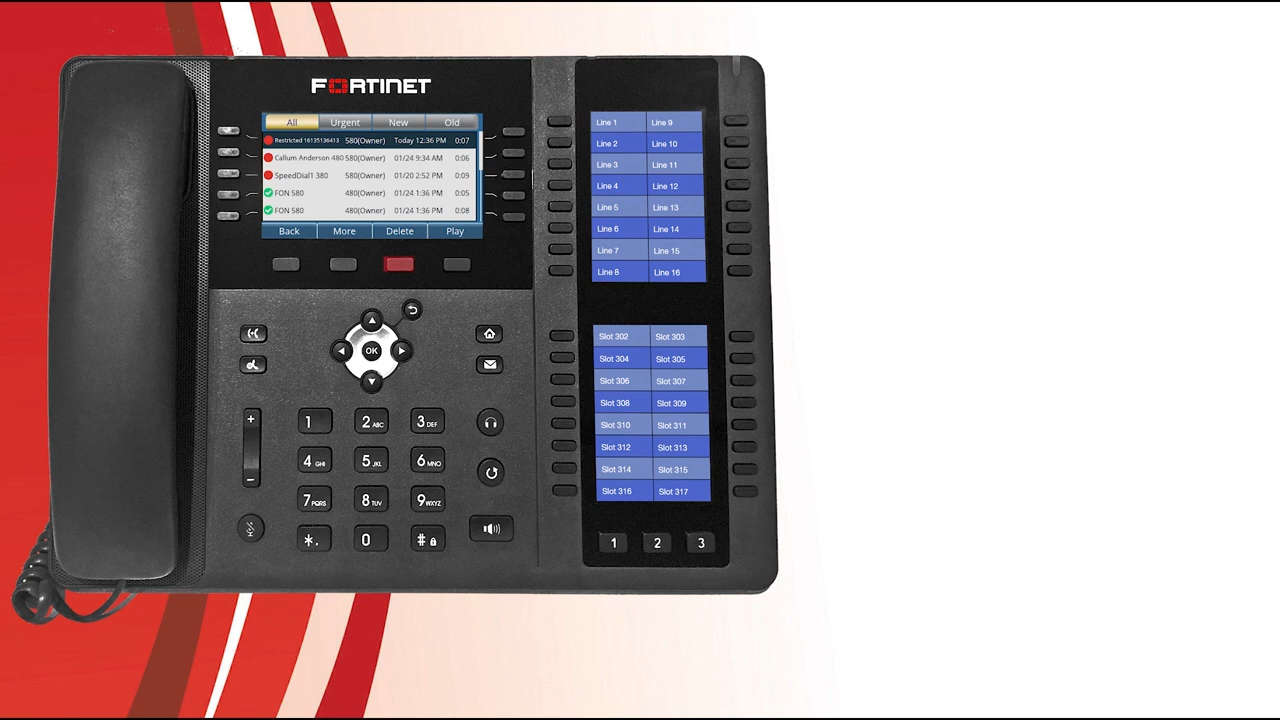 FORTINET
All Urgent New Old
Restricted 16135136413 580(Owner) Today 12:36 PM 0:07
Callum Anderson 480 580(Owner) 01/24 9:34 AM 0:06
SpeedDial1 380 580(Owner) 01/20 2:52 PM 0:09
FON 580 480(Owner) 01/24 1:36 PM 0:05
FON 580 480(Owner) 01/24 1:36 PM 0:08
Back More Delete Play
OK
+
1 2 ABC 3 DEF
4 GHI 5 JKL 6 MNO
-
7 PQRS 8 TUV 9 WXYZ
*. 0 #
Line 1 Line 9
Line 2 Line 10
Line 3 Line 11
Line 4 Line 12
Line 5 Line 13
Line 6 Line 14
Line 7 Line 15
Line 8 Line 16
Slot 302 Slot 303
Slot 304 Slot 305
Slot 306 Slot 307
Slot 308 Slot 309
Slot 310 Slot 311
Slot 312 Slot 313
Slot 314 Slot 315
Slot 316 Slot 317
1 2 3